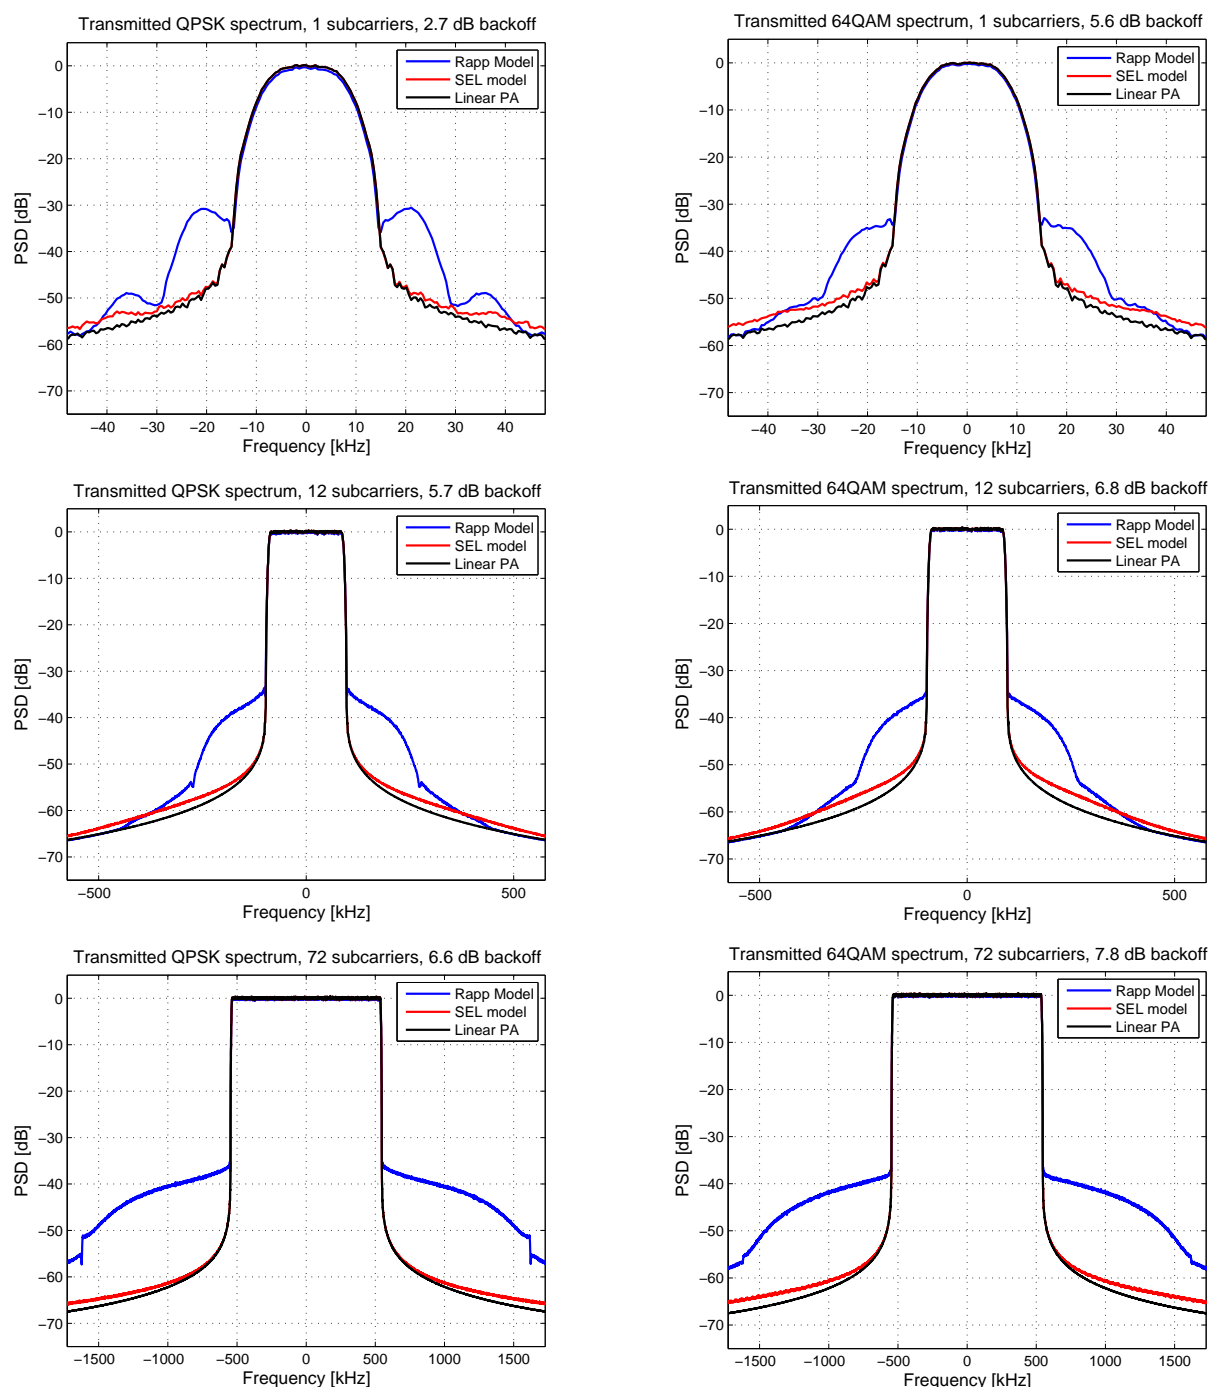 Transmitted QPSK spectrum, 1 subcarriers, 2.7 dB backoff
0
−10
−20
−30
−40
−50
−60
−70
PSD [dB]
Rapp Model
SEL model
Linear PA
−40 −30 −20 −10 0 10 20 30 40
Frequency [kHz]
Transmitted 64QAM spectrum, 1 subcarriers, 5.6 dB backoff
0
−10
−20
−30
−40
−50
−60
−70
PSD [dB]
Rapp Model
SEL model
Linear PA
−40 −30 −20 −10 0 10 20 30 40
Frequency [kHz]
Transmitted QPSK spectrum, 12 subcarriers, 5.7 dB backoff
0
−10
−20
−30
−40
−50
−60
−70
PSD [dB]
Rapp Model
SEL model
Linear PA
−500 0 500
Frequency [kHz]
Transmitted 64QAM spectrum, 12 subcarriers, 6.8 dB backoff
0
−10
−20
−30
−40
−50
−60
−70
PSD [dB]
Rapp Model
SEL model
Linear PA
−500 0 500
Frequency [kHz]
Transmitted QPSK spectrum, 72 subcarriers, 6.6 dB backoff
0
−10
−20
−30
−40
−50
−60
−70
PSD [dB]
Rapp Model
SEL model
Linear PA
−1500 −1000 −500 0 500 1000 1500
Frequency [kHz]
Transmitted 64QAM spectrum, 72 subcarriers, 7.8 dB backoff
0
−10
−20
−30
−40
−50
−60
−70
PSD [dB]
Rapp Model
SEL model
Linear PA
−1500 −1000 −500 0 500 1000 1500
Frequency [kHz]